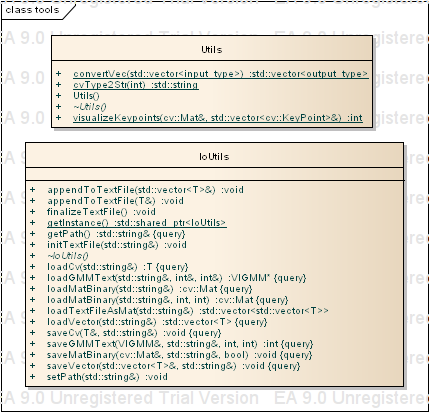 class tools
EA 9.0 Unregistered Trial Version EA 9.0 Unregistere
Utils
+ convertVec(std::vector<input_type>) :std::vector<output_type>
+ cvType2Str(int) :std::string
+ Utils()
+ ~Utils()
+ visualizeKeypoints(cv::Mat&, std::vector<cv::KeyPoint>&) :int
IoUtils
+ appendToTextFile(std::vector<T>&) :void
+ appendToTextFile(T&) :void
+ finalizeTextFile() :void
+ getInstance() :std::shared_ptr<IoUtils>
+ getPath() :std::string& {query}
+ initTextFile(std::string&) :void
+ ~IoUtils()
+ loadCv(std::string&) :T {query}
+ loadGMMText(std::string&, int&, int&) :VlGMM* {query}
+ loadMatBinary(std::string&) :cv::Mat {query}
+ loadMatBinary(std::string&, int, int) :cv::Mat {query}
+ loadTextFileAsMat(std::string&) :std::vector<std::vector<T>>
+ loadVector(std::string&) :std::vector<T> {query}
+ saveCv(T&, std::string&) :void {query}
+ saveGMMText(VlGMM&, std::string&, int, int) :int {query}
+ saveMatBinary(cv::Mat&, std::string&, bool) :void {query}
+ saveVector(std::vector<T>&, std::string&) :void {query}
+ setPath(std::string&) :void
EA 9.0 Unregistered Trial Version EA 9.0 Unregistere